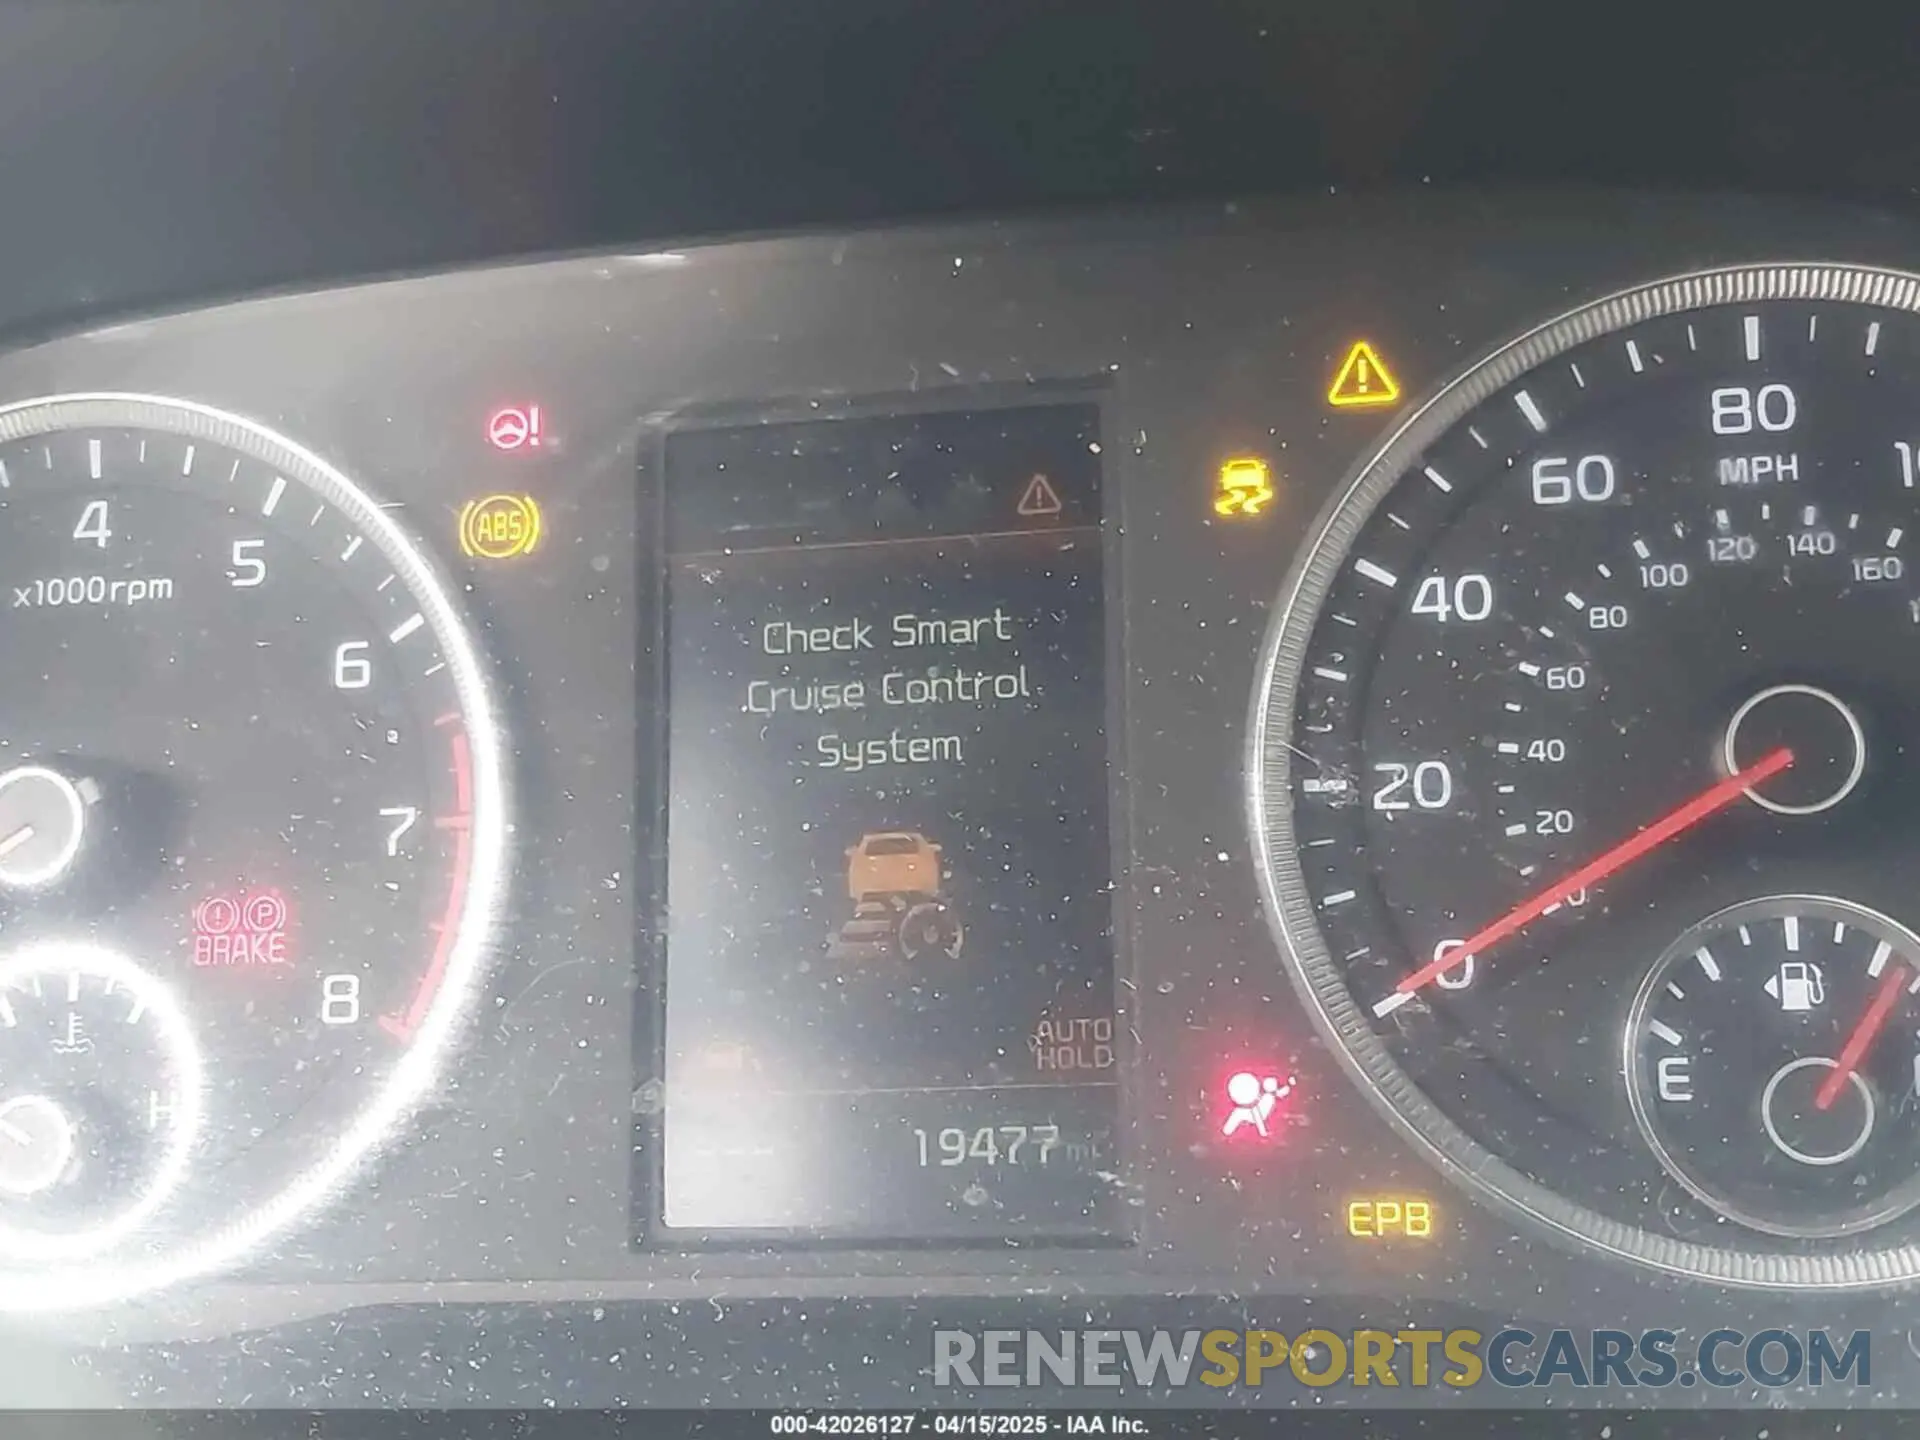 4
5
x1000rpm
6
7
8
BRAKE
P
H
ABS
Check Smart
Cruise Control
System
AUTO
HOLD
19477 mi
EPB
80
MPH
60
40
20
0
160
140
120
100
80
60
40
20
E
RENEWSPORTSCARS.COM
000-42026127 - 04/15/2025 - IAA Inc.